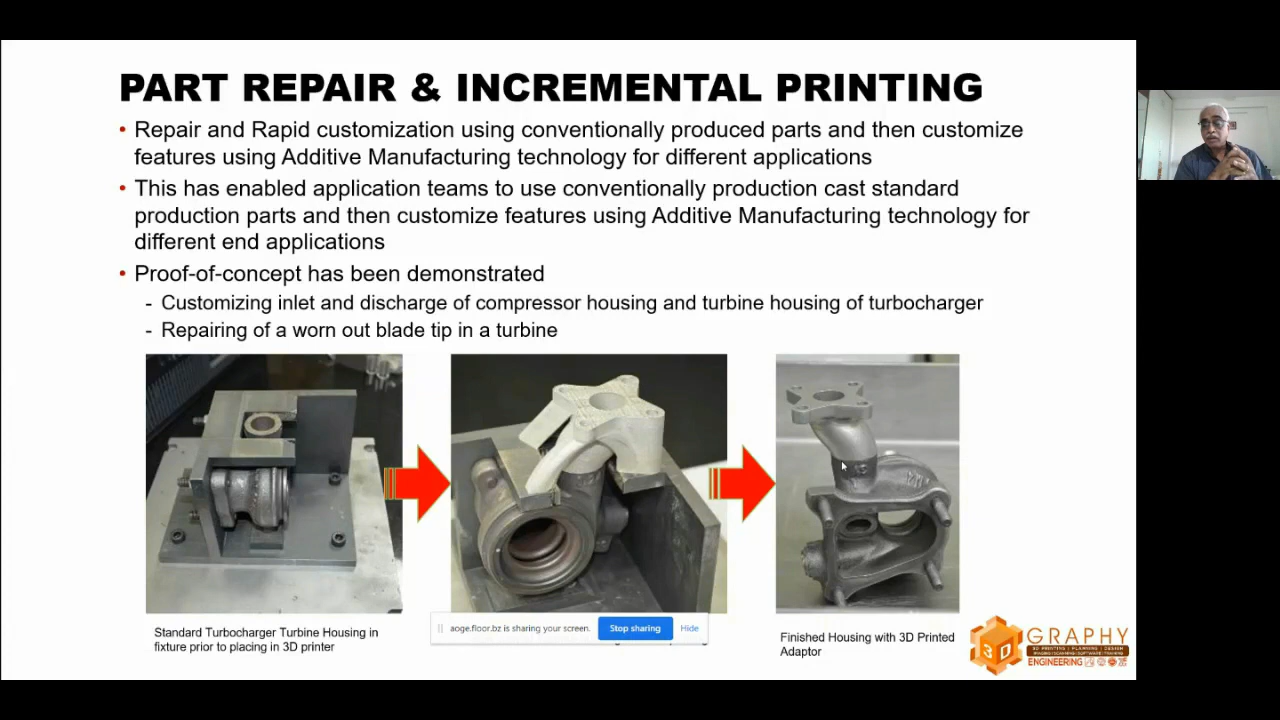 PART REPAIR & INCREMENTAL PRINTING
• Repair and Rapid customization using conventionally produced parts and then customize
features using Additive Manufacturing technology for different applications
• This has enabled application teams to use conventionally production cast standard
production parts and then customize features using Additive Manufacturing technology for
different end applications
• Proof-of-concept has been demonstrated
- Customizing inlet and discharge of compressor housing and turbine housing of turbocharger
- Repairing of a worn out blade tip in a turbine
Standard Turbocharger Turbine Housing in
fixture prior to placing in 3D printer
aoge.floor.bz is sharing your screen.
Stop sharing
Hide
Finished Housing with 3D Printed
Adaptor
3D GRAPHY
3D PRINTING | PLANNING | DESIGN
ENGINEERING